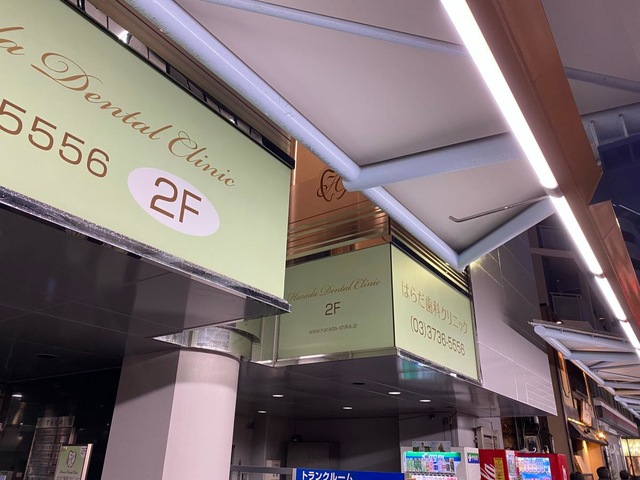 Dental Clinic
5556
2F
Harada Dental Clinic
2F
www.harada-shika.jp
はらだ歯科クリニック
(03)3736-5556
トランクルーム